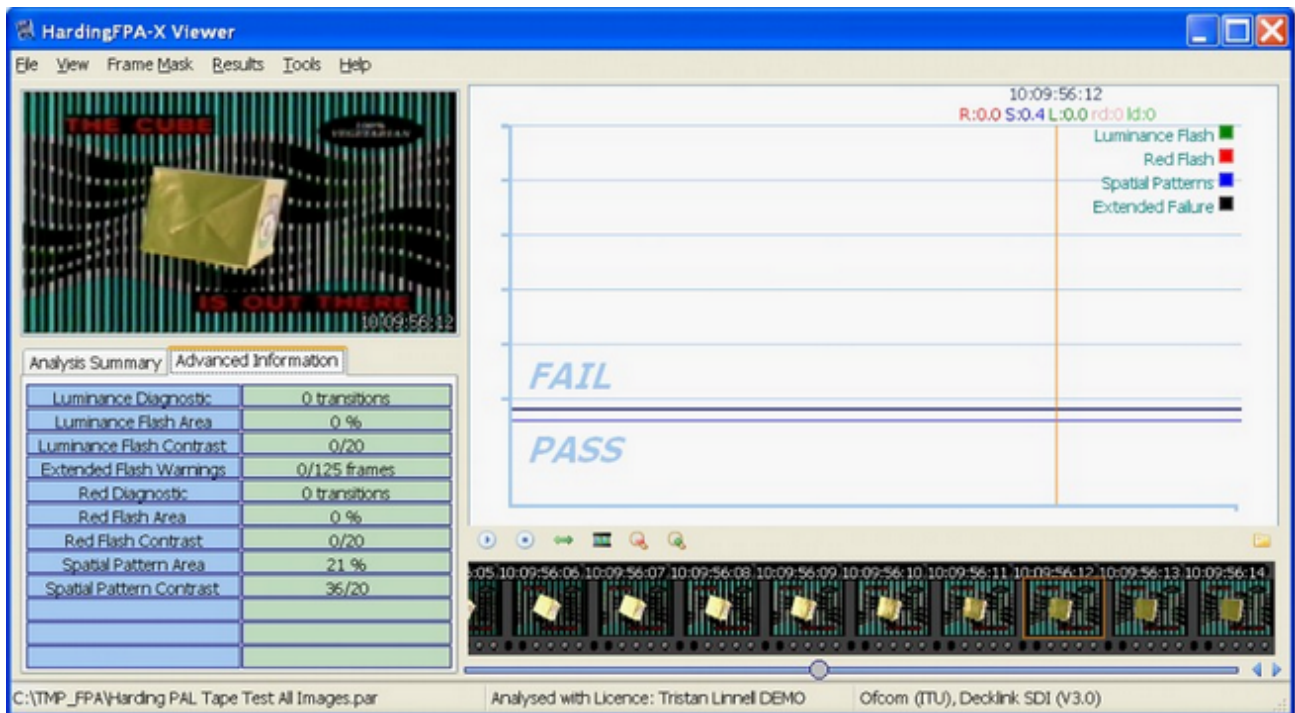 HardingFPA-X Viewer
File View Frame Mask Results Tools Help
THE CUBE
100%
VEGETARIAN
IS OUT THERE
10:09:56:12
10:09:56:12
R:0.0 S:0.4 L:0.0 rd:0 ld:0
Luminance Flash
Red Flash
Spatial Patterns
Extended Failure
FAIL
PASS
Analysis Summary Advanced Information
Luminance Diagnostic 0 transitions
Luminance Flash Area 0 %
Luminance Flash Contrast 0/20
Extended Flash Warnings 0/125 frames
Red Diagnostic 0 transitions
Red Flash Area 0 %
Red Flash Contrast 0/20
Spatial Pattern Area 21 %
Spatial Pattern Contrast 36/20
:05 10:09:56:06 10:09:56:07 10:09:56:08 10:09:56:09 10:09:56:10 10:09:56:11 10:09:56:12 10:09:56:13 10:09:56:14
C:\TMP_FPA\Harding PAL Tape Test All Images.par Analysed with Licence: Tristan Linnell DEMO Ofcom (ITU), Decklink SDI (V3.0)